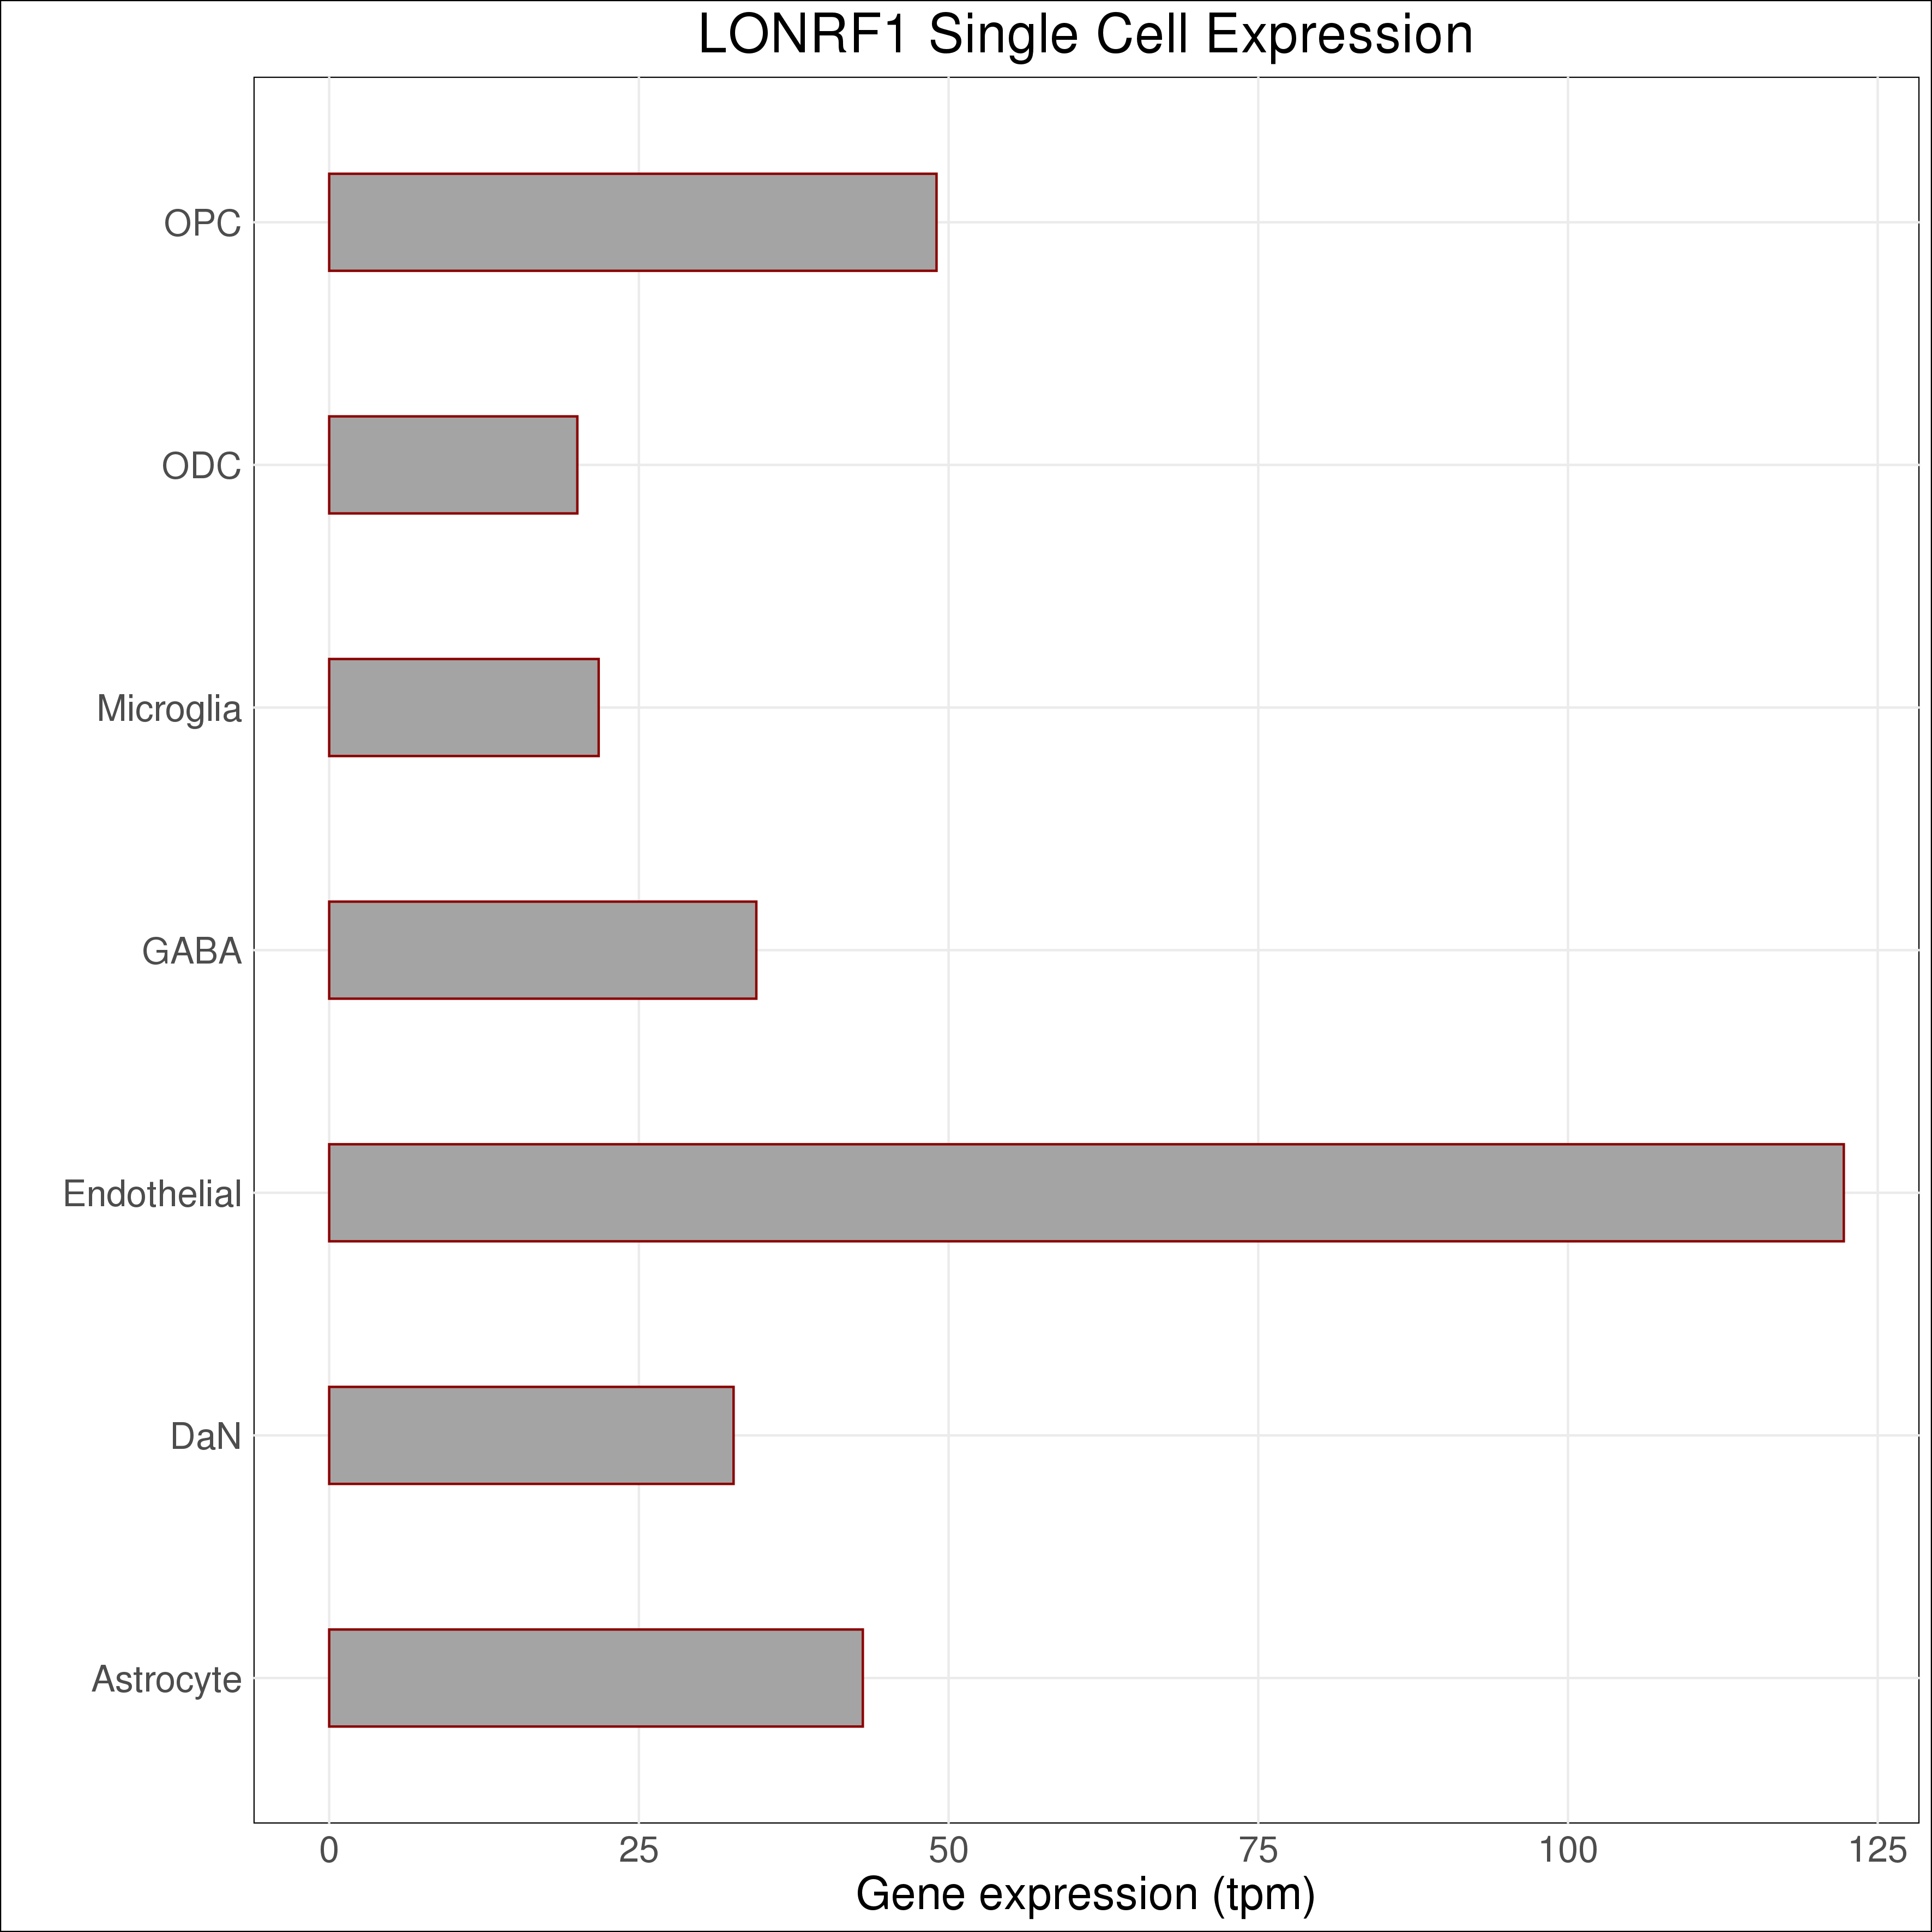 LONRF1 Single Cell Expression
OPC
ODC
Microglia
GABA
Endothelial
DaN
Astrocyte
0 25 50 75 100 125
Gene expression (tpm)